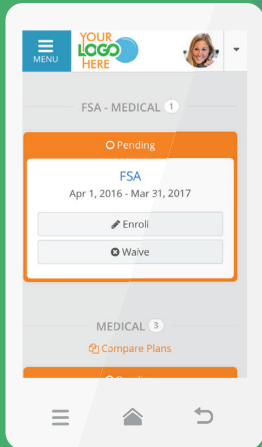 MENU
YOUR
LOGO
HERE
FSA - MEDICAL 1
Pending
FSA
Apr 1, 2016 - Mar 31, 2017
Enroll
Waive
MEDICAL 3
Compare Plans